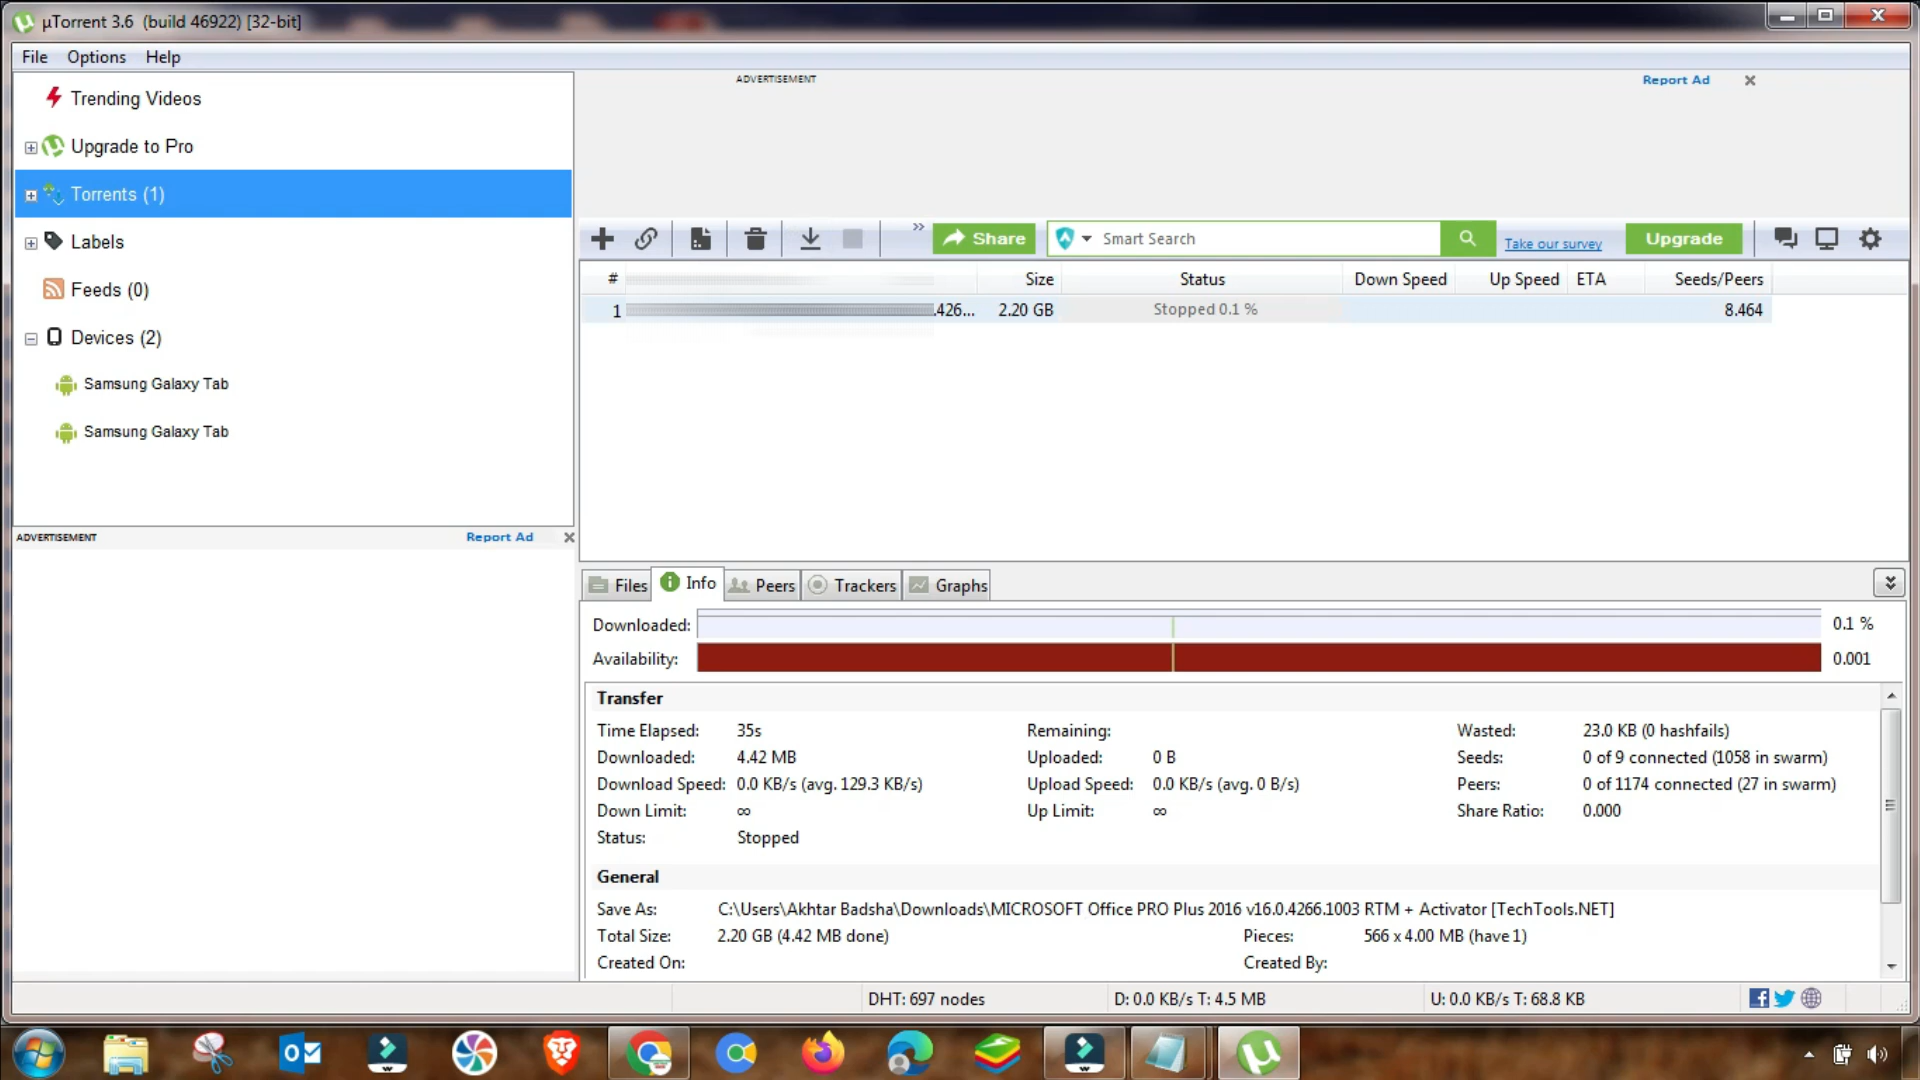 µTorrent 3.6 (build 46922) [32-bit]
File Options Help
Trending Videos
Upgrade to Pro
Torrents (1)
Labels
Feeds (0)
Devices (2)
Samsung Galaxy Tab
Samsung Galaxy Tab
ADVERTISEMENT Report Ad
ADVERTISEMENT Report Ad
Share Smart Search Take our survey Upgrade
# Size Status Down Speed Up Speed ETA Seeds/Peers
1 .426... 2.20 GB Stopped 0.1 % 8.464
Files Info Peers Trackers Graphs
Downloaded: 0.1 %
Availability: 0.001
Transfer
Time Elapsed: 35s Remaining: Wasted: 23.0 KB (0 hashfails)
Downloaded: 4.42 MB Uploaded: 0 B Seeds: 0 of 9 connected (1058 in swarm)
Download Speed: 0.0 KB/s (avg. 129.3 KB/s) Upload Speed: 0.0 KB/s (avg. 0 B/s) Peers: 0 of 1174 connected (27 in swarm)
Down Limit: ∞ Up Limit: ∞ Share Ratio: 0.000
Status: Stopped
General
Save As: C:\Users\Akhtar Badsha\Downloads\MICROSOFT Office PRO Plus 2016 v16.0.4266.1003 RTM + Activator [TechTools.NET]
Total Size: 2.20 GB (4.42 MB done) Pieces: 566 x 4.00 MB (have 1)
Created On: Created By:
DHT: 697 nodes D: 0.0 KB/s T: 4.5 MB U: 0.0 KB/s T: 68.8 KB